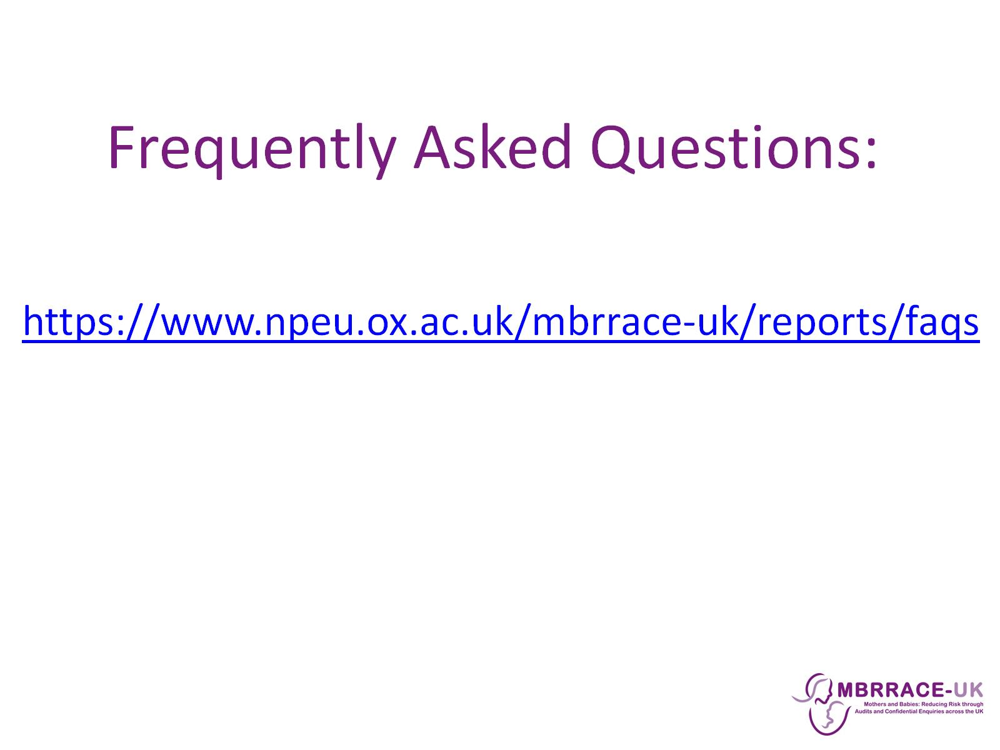 Frequently Asked Questions:
https://www.npeu.ox.ac.uk/mbrrace-uk/reports/faqs
MBRRACE-UK
Mothers and Babies: Reducing Risk through
Audits and Confidential Enquiries across the UK